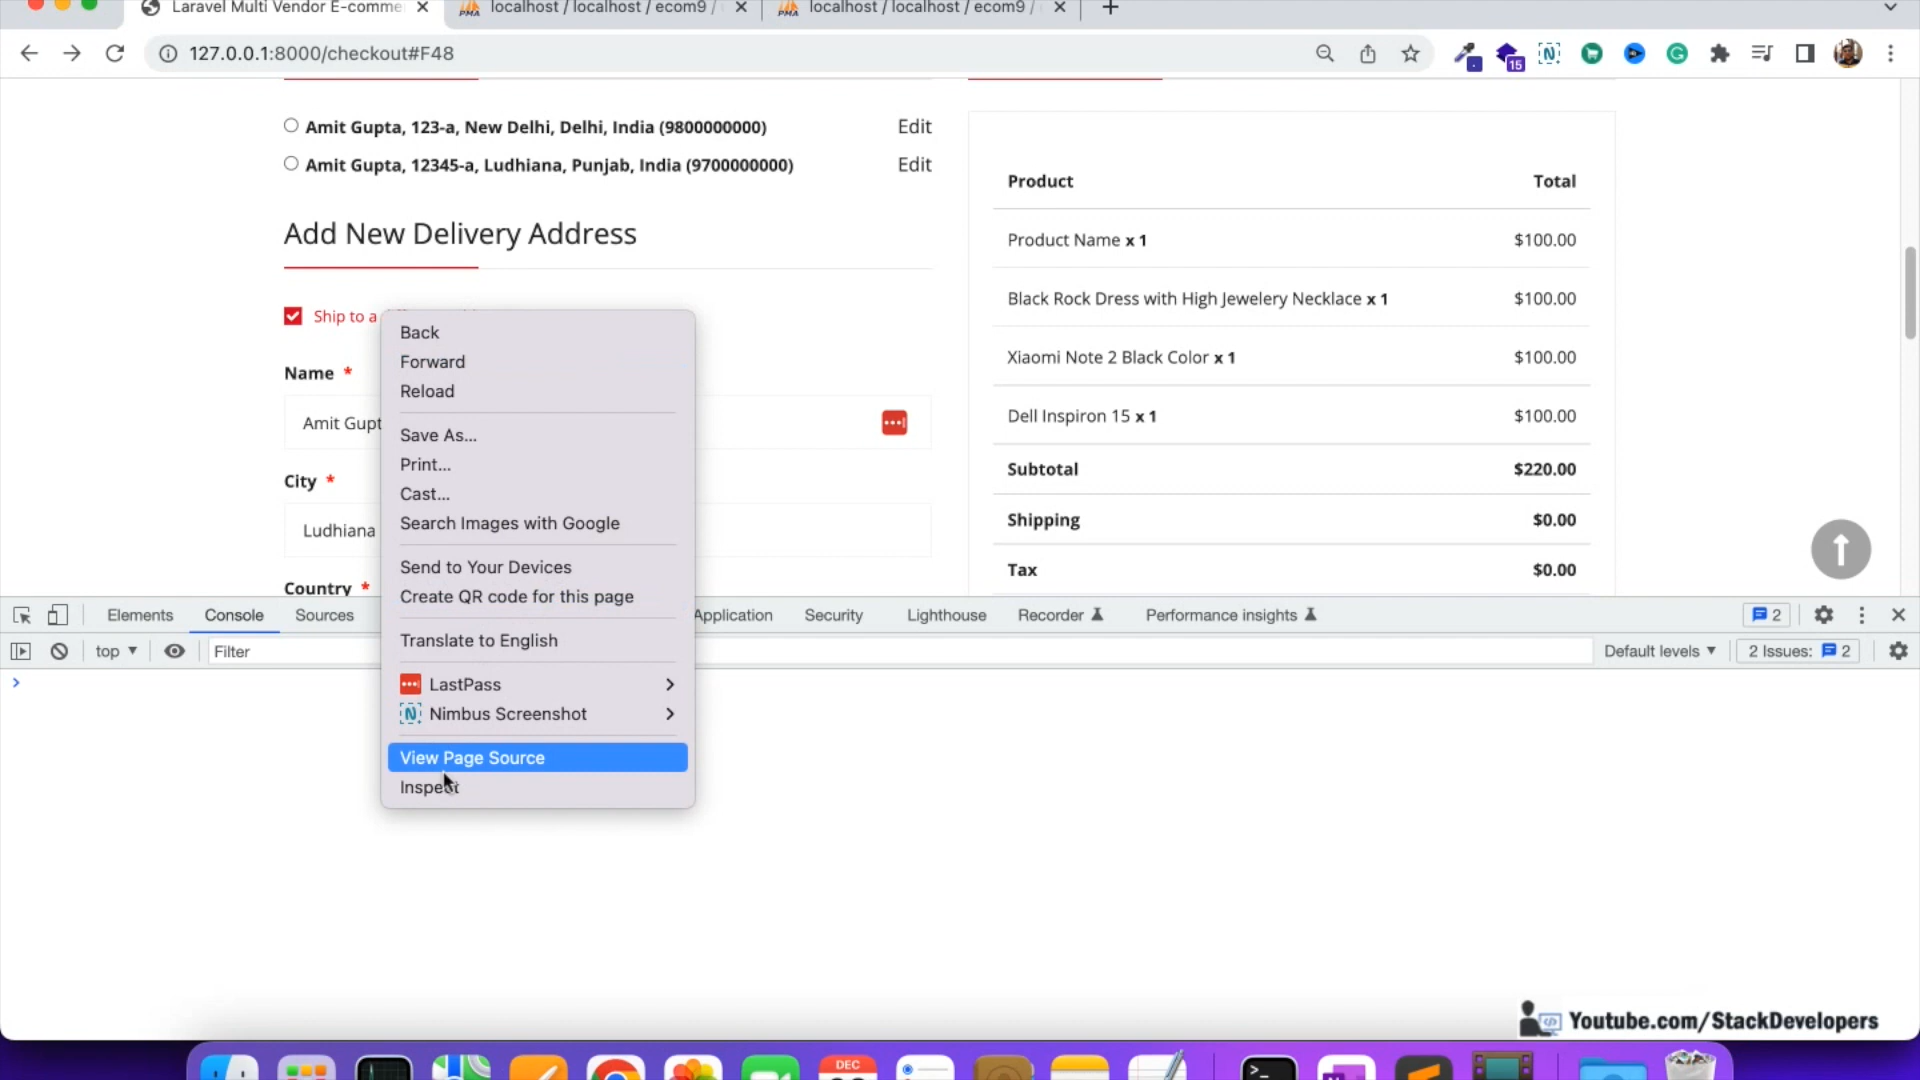 Laravel Multi Vendor E-comme
localhost / localhost / ecom9 /
localhost / localhost / ecom9 /
127.0.0.1:8000/checkout#F48
15
Amit Gupta, 123-a, New Delhi, Delhi, India (9800000000) Edit
Amit Gupta, 12345-a, Ludhiana, Punjab, India (9700000000) Edit
Add New Delivery Address
Ship to a
Name *
Amit Gupt
City *
Ludhiana
Country *
Product Total
Product Name x 1 $100.00
Black Rock Dress with High Jewelery Necklace x 1 $100.00
Xiaomi Note 2 Black Color x 1 $100.00
Dell Inspiron 15 x 1 $100.00
Subtotal $220.00
Shipping $0.00
Tax $0.00
Back
Forward
Reload
Save As...
Print...
Cast...
Search Images with Google
Send to Your Devices
Create QR code for this page
Translate to English
LastPass
Nimbus Screenshot
View Page Source
Inspect
Elements Console Sources Application Security Lighthouse Recorder Performance insights 2
top Filter Default levels 2 Issues: 2
Youtube.com/StackDevelopers
DEC